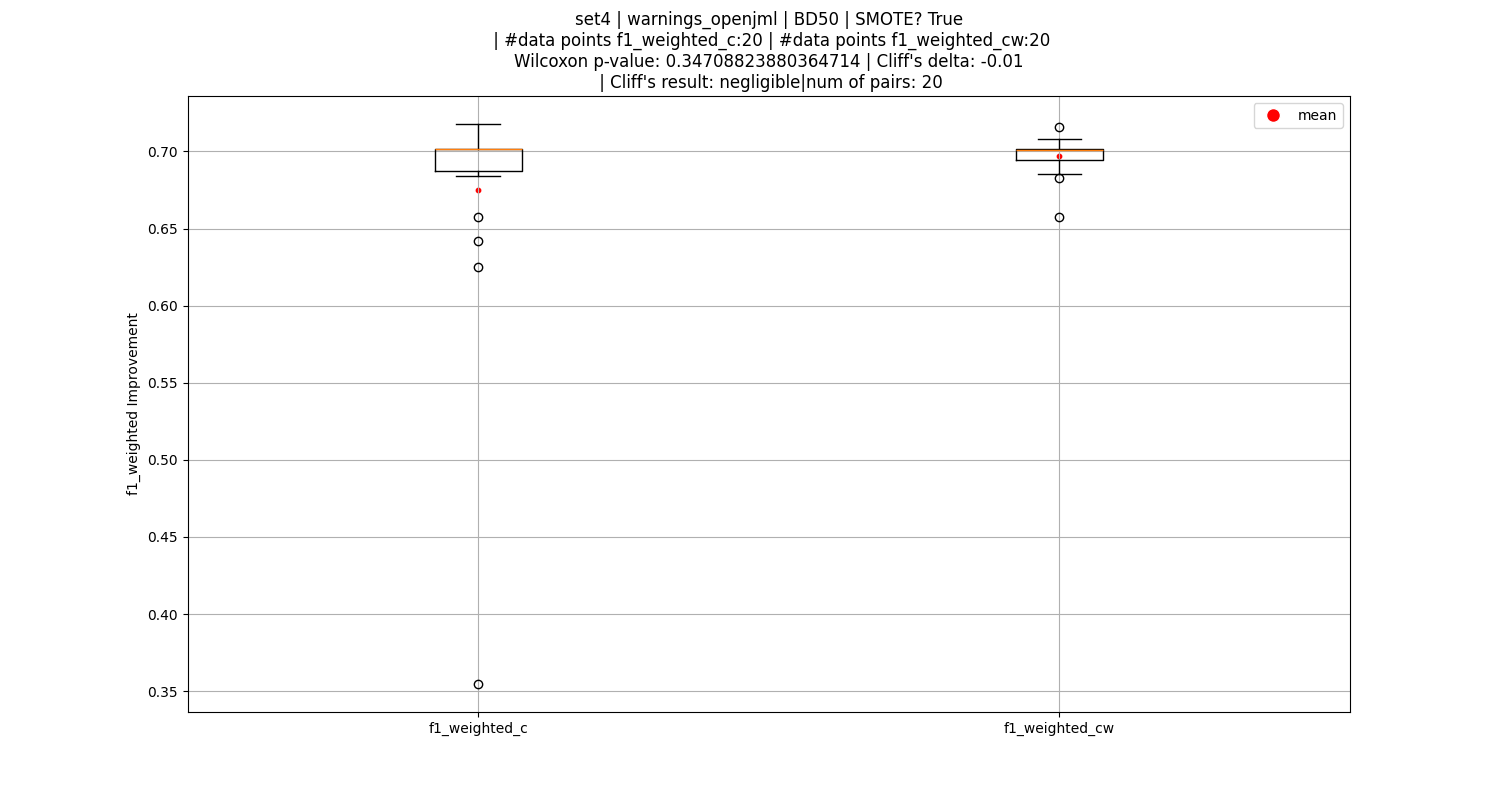 set4 | warnings_openjml | BD50 | SMOTE? True
| #data points f1_weighted_c:20 | #data points f1_weighted_cw:20
Wilcoxon p-value: 0.34708823880364714 | Cliff's delta: -0.01
| Cliff's result: negligible|num of pairs: 20
mean
f1_weighted Improvement
0.70
0.65
0.60
0.55
0.50
0.45
0.40
0.35
f1_weighted_c
f1_weighted_cw